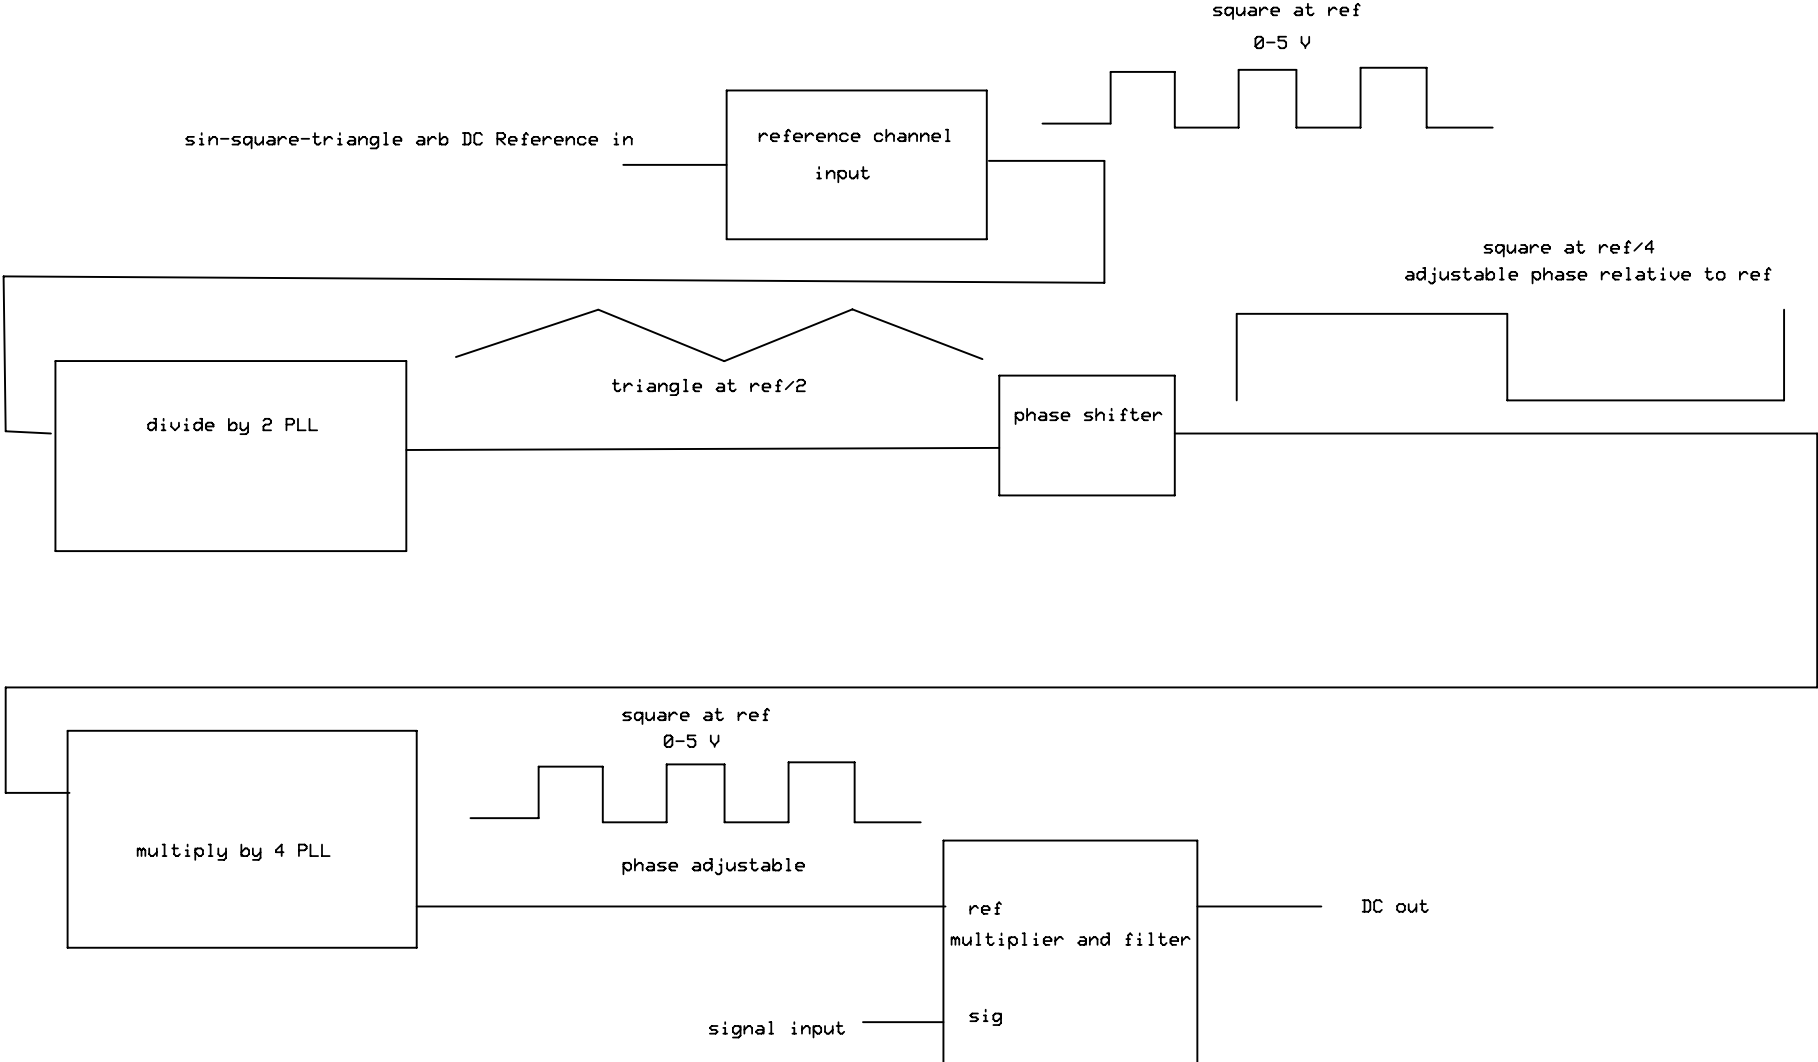 square at ref
0-5 V
sin-square-triangle arb DC Reference in
reference channel
input
square at ref/4
adjustable phase relative to ref
triangle at ref/2
phase shifter
divide by 2 PLL
square at ref
0-5 V
multiply by 4 PLL
phase adjustable
ref
DC out
multiplier and filter
sig
signal input